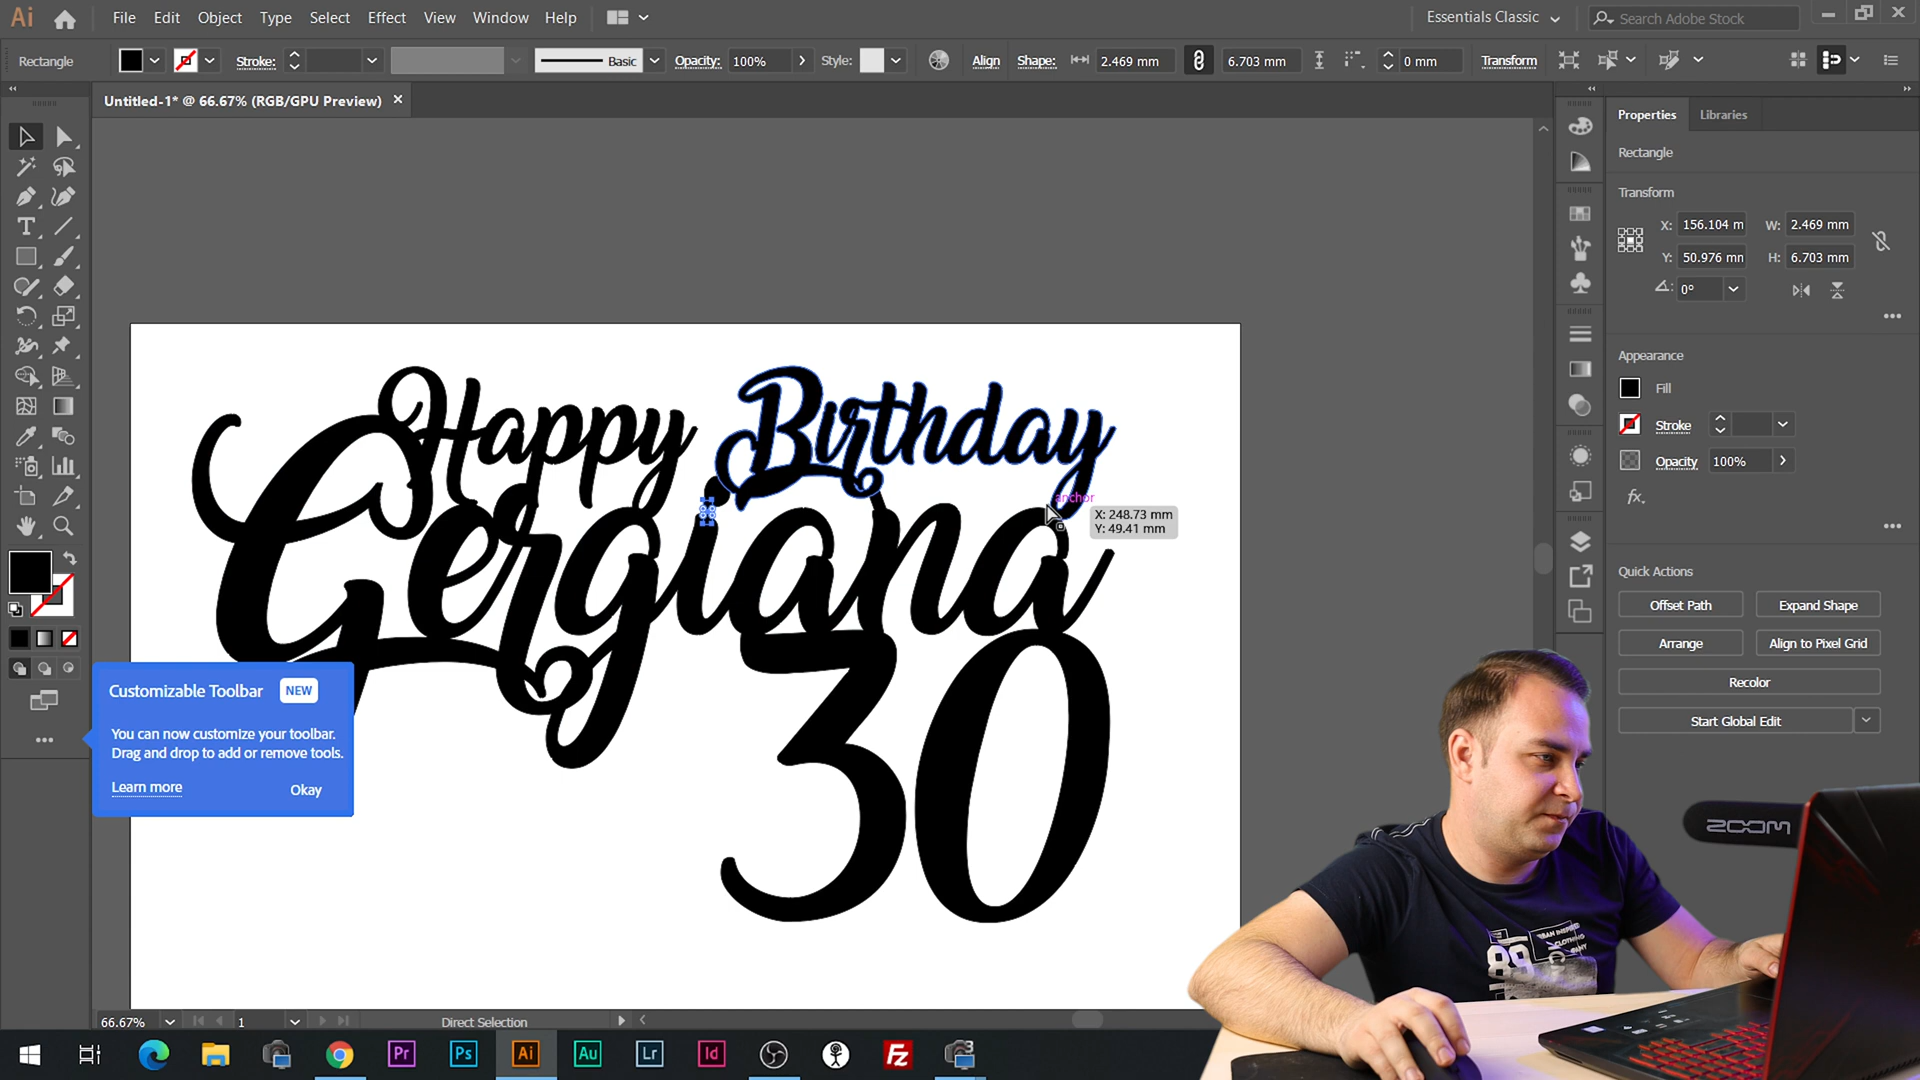 Ai File Edit Object Type Select Effect View Window Help Essentials Classic Search Adobe Stock
Rectangle Stroke: Basic Opacity: 100% Style: Align Shape: 2.469 mm 6.703 mm 0 mm Transform
Untitled-1* @ 66.67% (RGB/GPU Preview)
Properties Libraries
Rectangle
Transform
X: 156.104 m W: 2.469 mm
Y: 50.976 mn H: 6.703 mm
0°
Appearance
Fill
Stroke
Opacity 100%
fx.
Quick Actions
Offset Path Expand Shape
Arrange Align to Pixel Grid
Recolor
Start Global Edit
Happy Birthday
anchor
X: 248.73 mm
Y: 49.41 mm
Gergiana
30
Customizable Toolbar NEW
You can now customize your toolbar.
Drag and drop to add or remove tools.
Learn more Okay
ZOOM
66.67% 1 Direct Selection
Pr Ps Ai Au Lr Id Fz 3